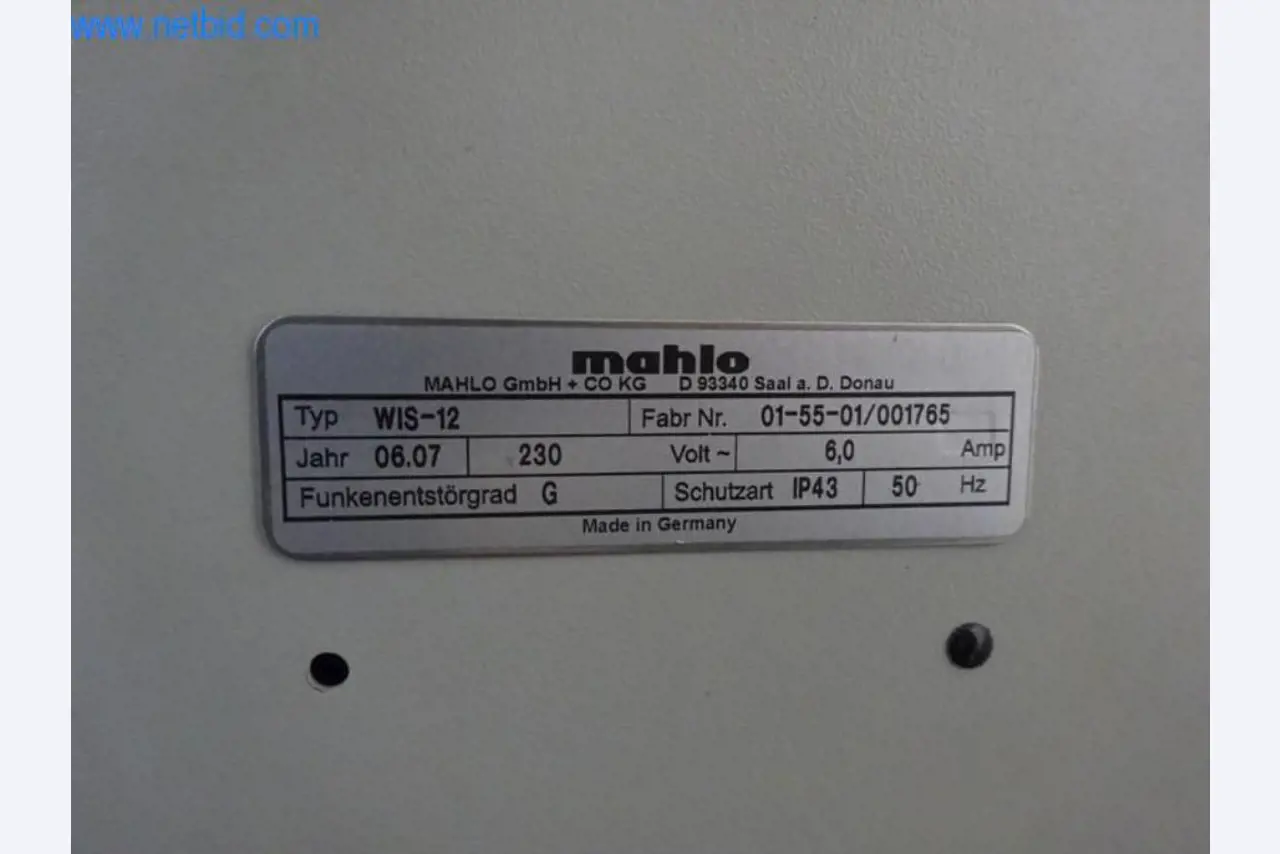 www.netbid.com
mahlo
MAHLO GmbH + CO KG D 93340 Saal a. D. Donau
Typ WIS-12 Fabr Nr. 01-55-01/001765
Jahr 06.07 230 Volt ~ 6,0 Amp
Funkenentstörgrad G Schutzart IP43 50 Hz
Made in Germany